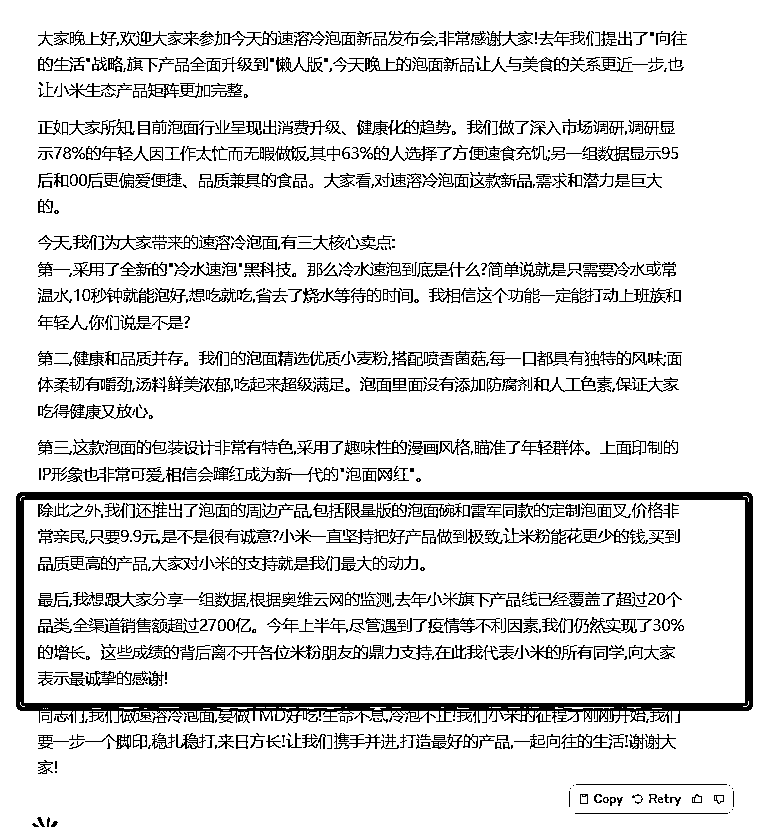 大家晚上好,欢迎大家来参加今天的速溶冷泡面新品发布会,非常感谢大家!去年我们提出了"向往
的生活"战略,旗下产品全面升级到"懒人版",今天晚上的泡面新品让人与美食的关系更近一步,也
让小米生态产品矩阵更加完整。
正如大家所知,目前泡面行业呈现出消费升级、健康化的趋势。我们做了深入市场调研,调研显
示78%的年轻人因工作太忙而无暇做饭,其中63%的人选择了方便速食充饥;另一组数据显示95
后和00后更偏爱便捷、品质兼具的食品。大家看,对速溶冷泡面这款新品,需求和潜力是巨大
的。
今天,我们为大家带来的速溶冷泡面,有三大核心卖点:
第一,采用了全新的"冷水速泡"黑科技。那么冷水速泡到底是什么?简单说就是只需要冷水或常
温水,10秒钟就能泡好,想吃就吃,省去了烧水等待的时间。我相信这个功能一定能打动上班族和
年轻人,你们说是不是?
第二,健康和品质并存。我们的泡面精选优质小麦粉,搭配喷香菌菇,每一口都具有独特的风味;面
体柔韧有嚼劲,汤料鲜美浓郁,吃起来超级满足。泡面里面没有添加防腐剂和人工色素,保证大家
吃得健康又放心。
第三,这款泡面的包装设计非常有特色,采用了趣味性的漫画风格,瞄准了年轻群体。上面印制的
IP形象也非常可爱,相信会蹿红成为新一代的"泡面网红"。
除此之外,我们还推出了泡面的周边产品,包括限量版的泡面碗和雷军同款的定制泡面叉,价格非
常亲民,只要9.9元,是不是很有诚意?小米一直坚持把好产品做到极致,让米粉能花更少的钱,买到
品质更高的产品,大家对小米的支持就是我们最大的动力。
最后,我想跟大家分享一组数据,根据奥维云网的监测,去年小米旗下产品线已经覆盖了超过20个
品类,全渠道销售额超过2700亿。今年上半年,尽管遇到了疫情等不利因素,我们仍然实现了30%
的增长。这些成绩的背后离不开各位米粉朋友的鼎力支持,在此我代表小米的所有同学,向大家
表示最诚挚的感谢!
同志们,我们做速溶冷泡面,要做TMD好吃!生命不息,冷泡不止!我们小米的征程才刚刚开始,我们
要一步一个脚印,稳扎稳打,来日方长!让我们携手并进,打造最好的产品,一起向往的生活!谢谢大
家!
Copy Retry